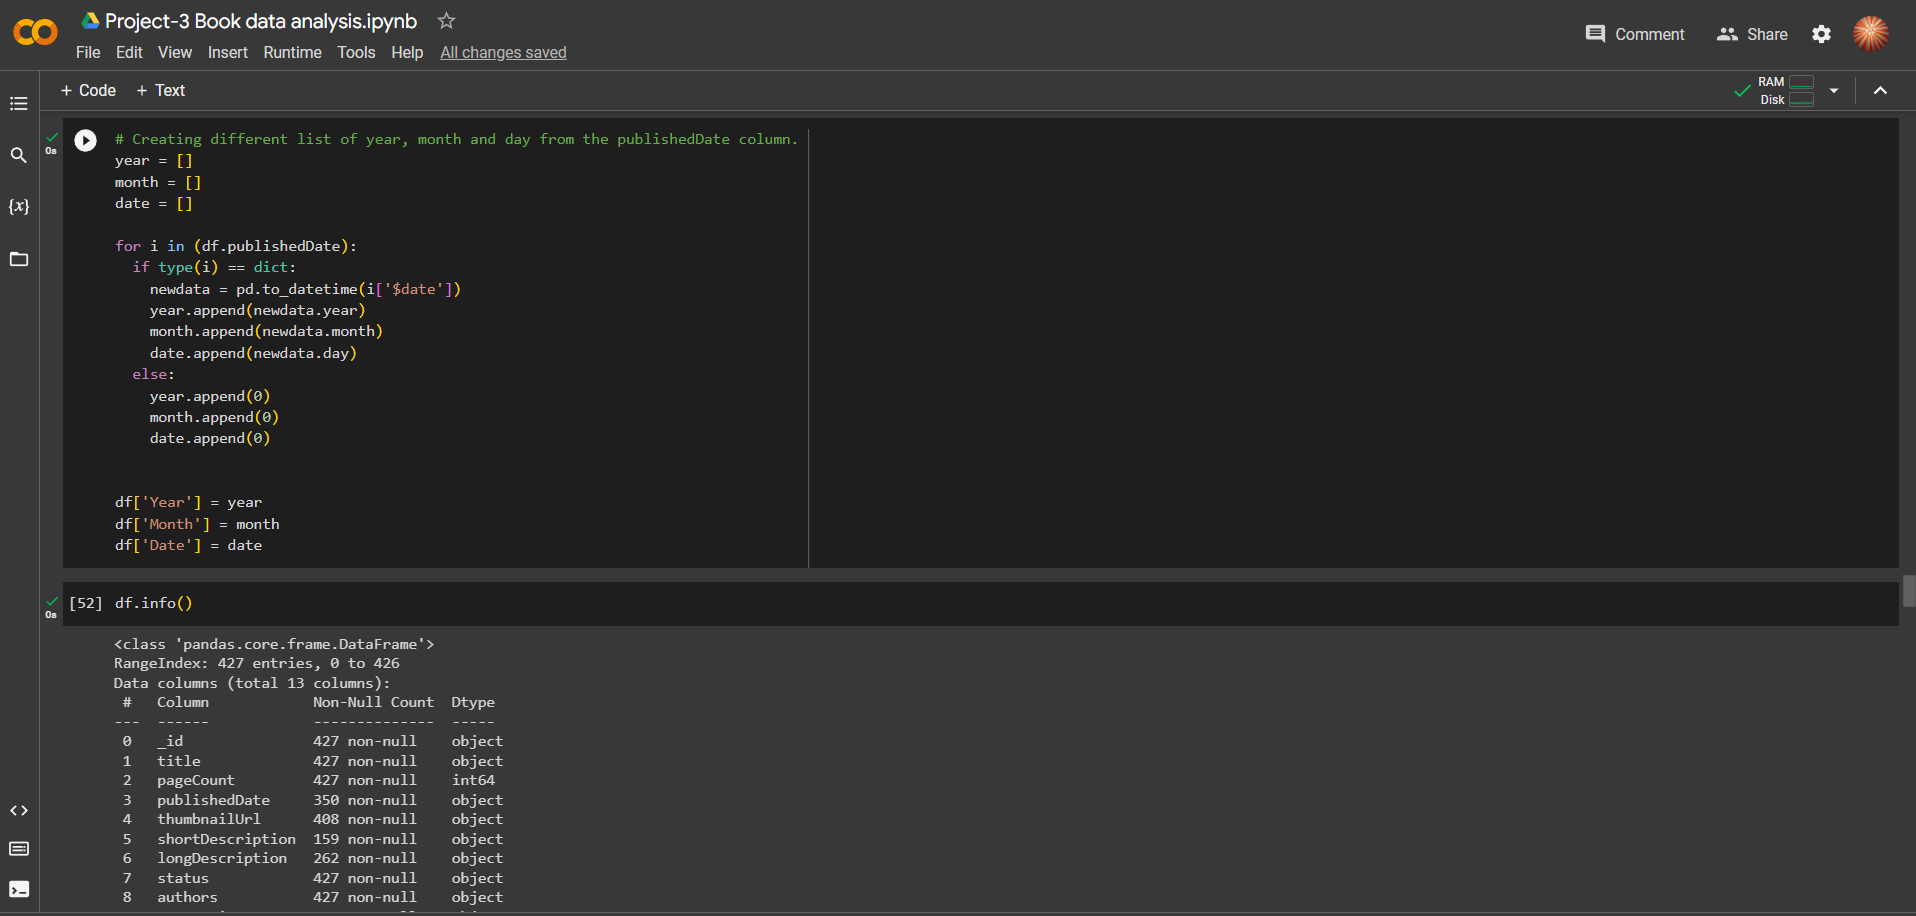 Project-3 Book data analysis.ipynb
File Edit View Insert Runtime Tools Help All changes saved
Comment Share
+ Code + Text
RAM
Disk
0s
# Creating different list of year, month and day from the publishedDate column.
year = []
month = []
date = []
for i in (df.publishedDate):
  if type(i) == dict:
    newdata = pd.to_datetime(i['$date'])
    year.append(newdata.year)
    month.append(newdata.month)
    date.append(newdata.day)
  else:
    year.append(0)
    month.append(0)
    date.append(0)
df['Year'] = year
df['Month'] = month
df['Date'] = date
0s
[52] df.info()
<class 'pandas.core.frame.DataFrame'>
RangeIndex: 427 entries, 0 to 426
Data columns (total 13 columns):
 #   Column            Non-Null Count  Dtype
---  ------            --------------  -----
 0   _id               427 non-null    object
 1   title             427 non-null    object
 2   pageCount         427 non-null    int64
 3   publishedDate     350 non-null    object
 4   thumbnailUrl      408 non-null    object
 5   shortDescription  159 non-null    object
 6   longDescription   262 non-null    object
 7   status            427 non-null    object
 8   authors           427 non-null    object